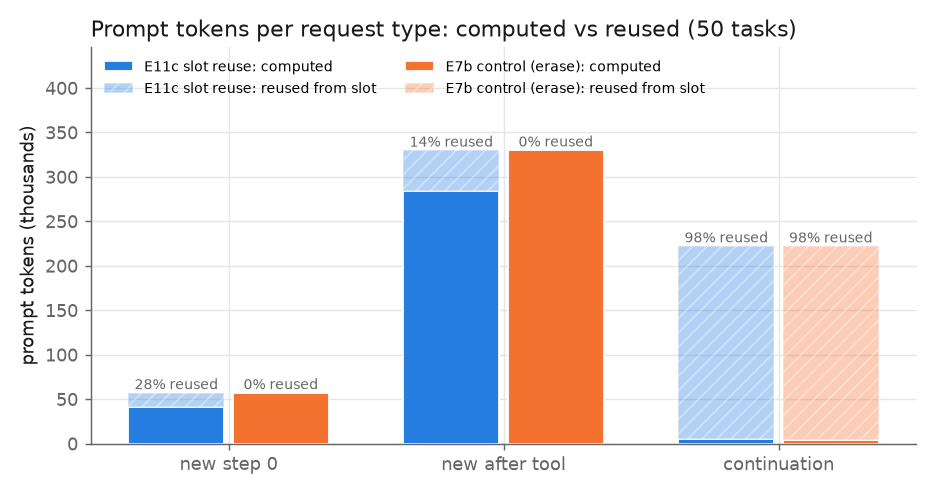 Prompt tokens per request type: computed vs reused (50 tasks)
E11c slot reuse: computed
E11c slot reuse: reused from slot
E7b control (erase): computed
E7b control (erase): reused from slot
prompt tokens (thousands)
400
350
300
250
200
150
100
50
0
28% reused
0% reused
14% reused
0% reused
98% reused
98% reused
new step 0
new after tool
continuation